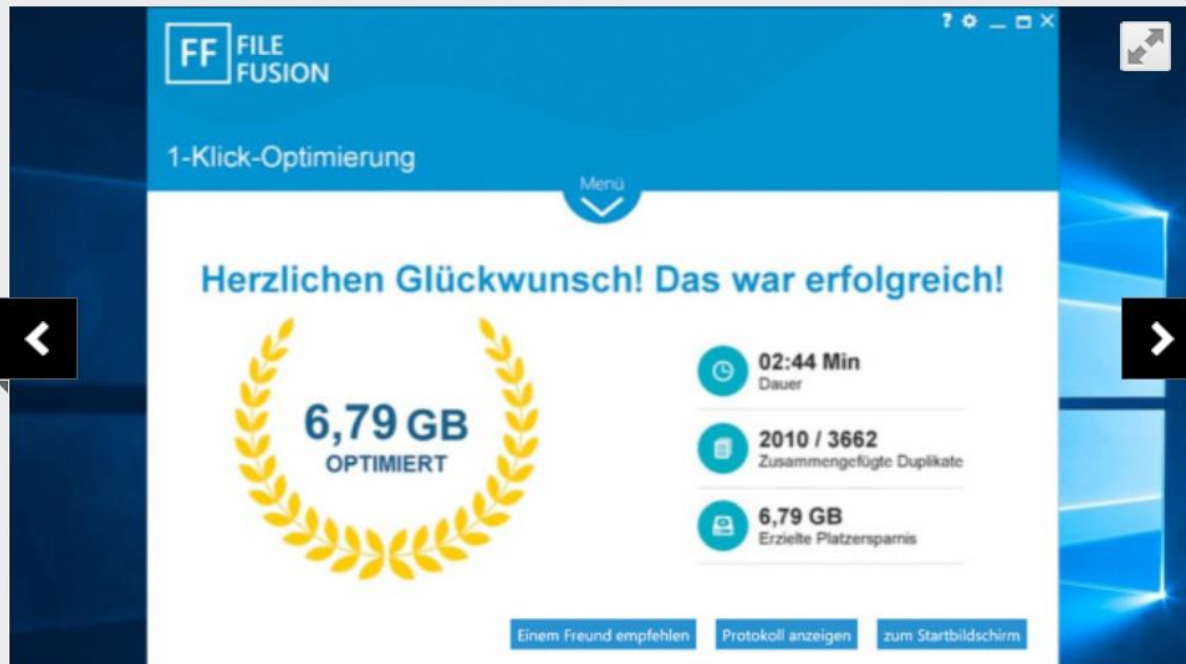 FF FILE
FUSION
?
1-Klick-Optimierung
Menü
Herzlichen Glückwunsch! Das war erfolgreich!
6,79 GB
OPTIMIERT
02:44 Min
Dauer
2010 / 3662
Zusammengefügte Duplikate
6,79 GB
Erzielte Platzersparnis
Einem Freund empfehlen
Protokoll anzeigen
zum Startbildschirm